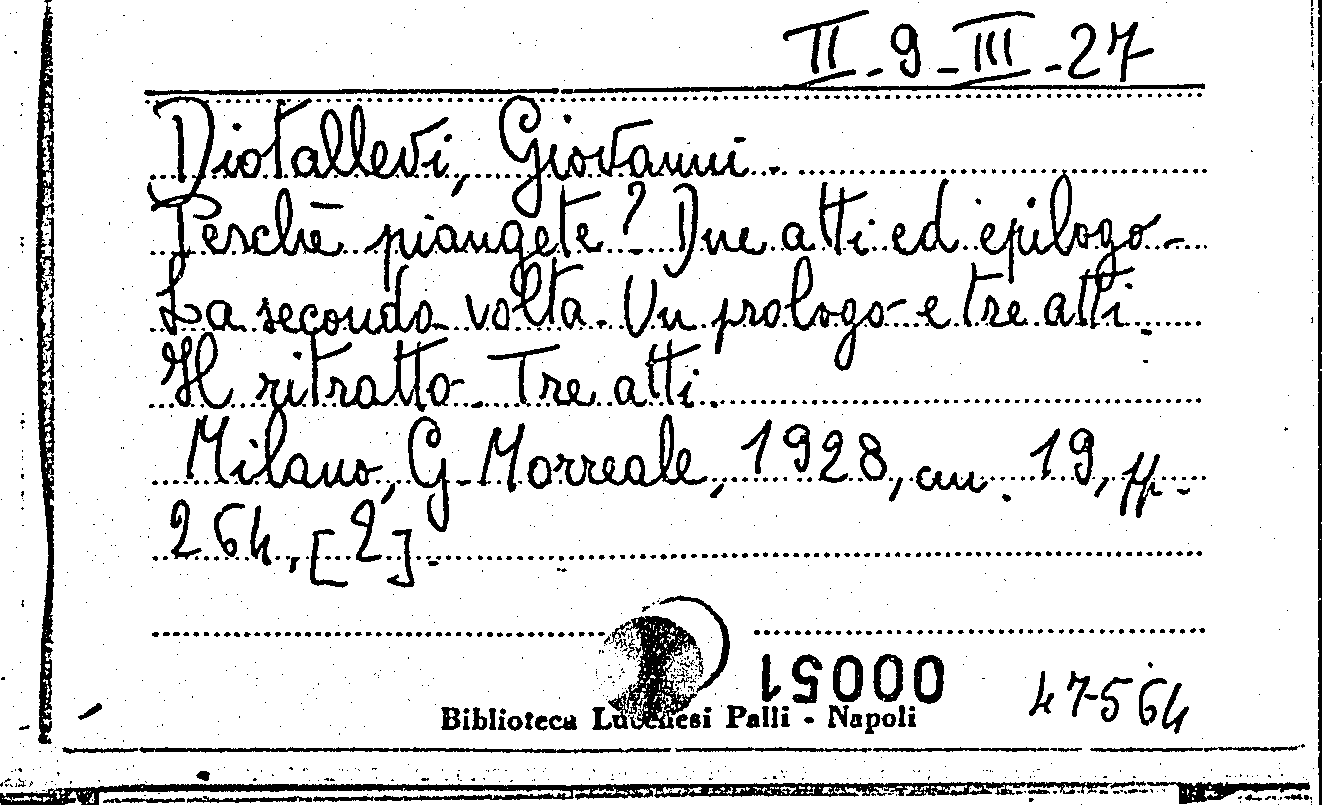 II-9-III-27
Diotallevi, Giovanni.
Perchè piangete? Due atti ed epilogo-
La seconda volta. Un prologo e tre atti.
Il ritratto. Tre atti.
Milano, G. Morreale, 1928, cm. 19, pp.
264, [2].
00051
47564
Biblioteca Lucchesi Palli - Napoli